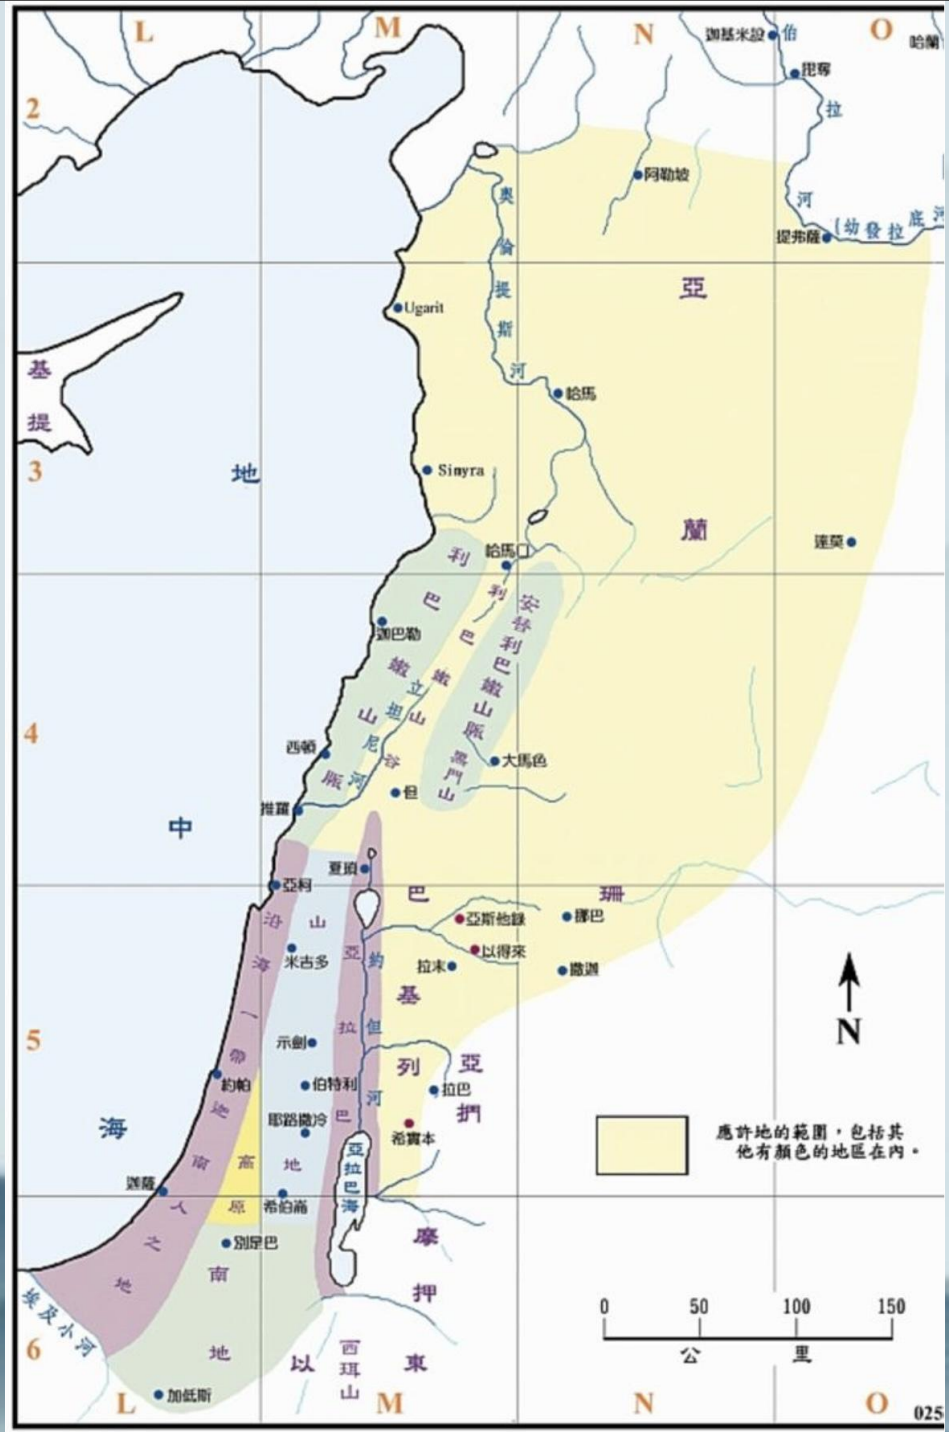 L
M
N
O
2
3
4
5
6
L
M
N
O
迦基米設
伯拉河
哈蘭
毘奪
阿勒坡
(幼發拉底河
提弗薩
奧倫提斯河
亞蘭
Ugarit
基提
哈馬
Sinyra
地中海
達莫
哈馬口
利巴嫩山脈
利巴嫩山谷
安替利巴嫩山脈
黑門山
迦巴勒
立坦尼河
西頓
大馬色
但
推羅
夏瑣
亞柯
巴珊
沿海一帶
山地
亞拉巴
約但河
亞斯他錄
挪巴
以得來
米吉多
拉末
撒迦
基列
示劍
亞捫
約帕
伯特利
拉巴
耶路撒冷
希實本
迦南人之地
高原
亞拉巴海
迦薩
希伯崙
別是巴
摩押
南地
埃及小河
以東
西珥山
加低斯
N
應許地的範圍，包括其
他有顏色的地區在內。
0 50 100 150
公里
025